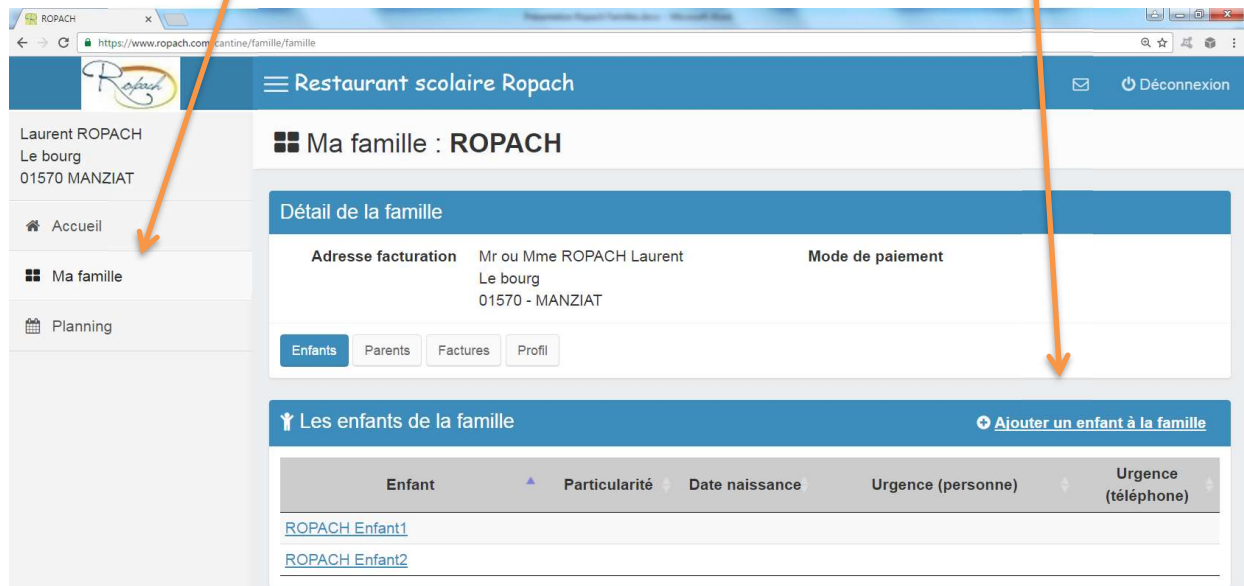 ROPACH
https://www.ropach.com/cantine/famille/famille
Ropach
Restaurant scolaire Ropach
Déconnexion
Laurent ROPACH
Le bourg
01570 MANZIAT
Accueil
Ma famille
Planning
Ma famille : ROPACH
Détail de la famille
Adresse facturation Mr ou Mme ROPACH Laurent Mode de paiement
Le bourg
01570 - MANZIAT
Enfants Parents Factures Profil
Les enfants de la famille Ajouter un enfant à la famille
Enfant Particularité Date naissance Urgence (personne) Urgence
(téléphone)
ROPACH Enfant1
ROPACH Enfant2